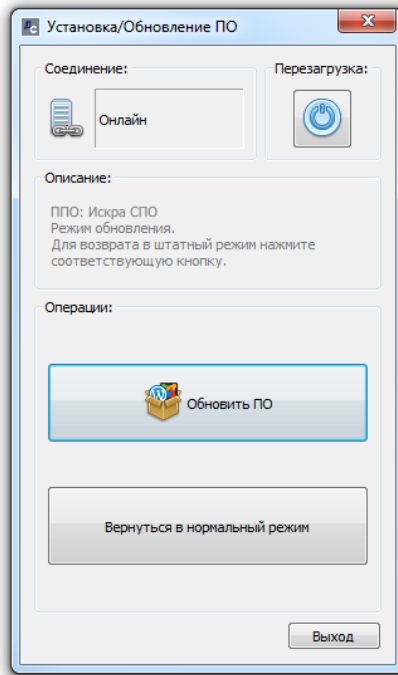 Установка/Обновление ПО
Соединение:
Перезагрузка:
Онлайн
Описание:
ППО: Искра СПО
Режим обновления.
Для возврата в штатный режим нажмите
соответствующую кнопку.
Операции:
Обновить ПО
Вернуться в нормальный режим
Выход